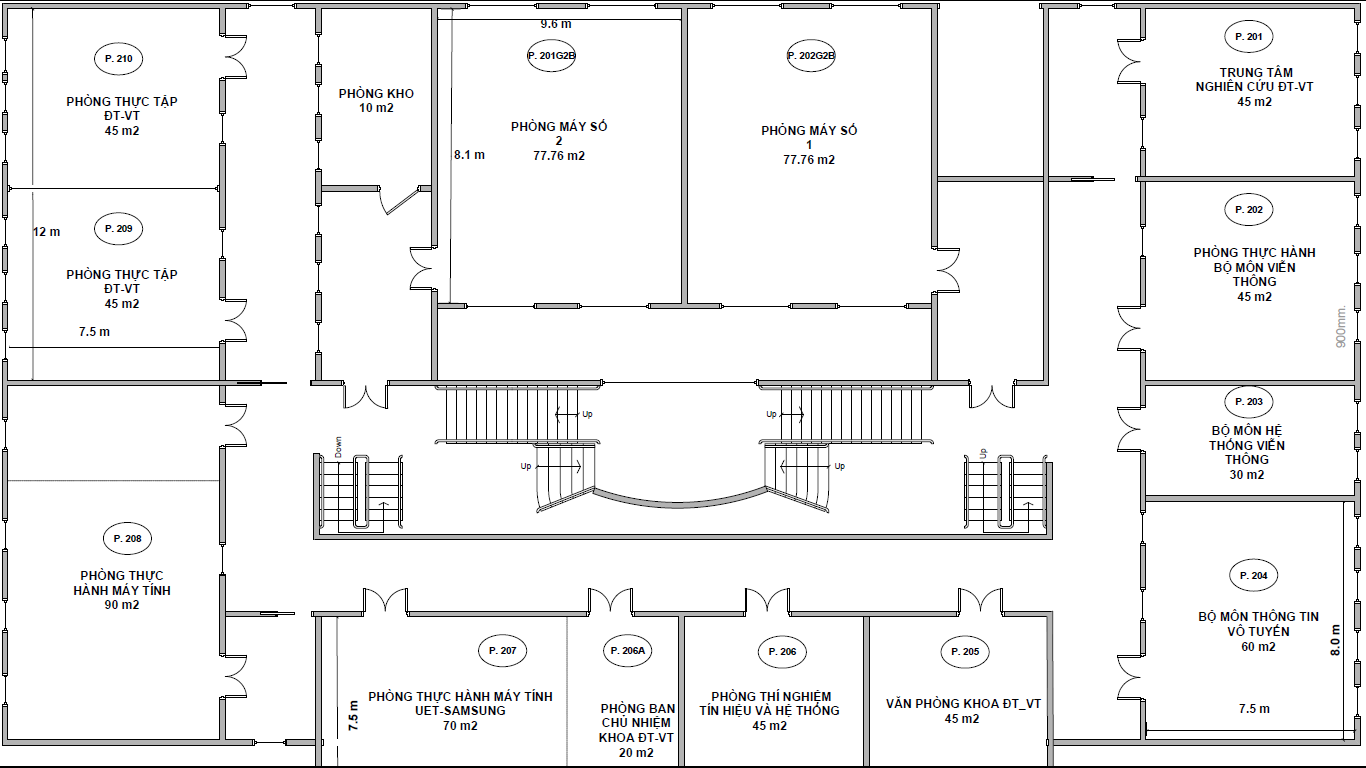 P. 210
PHÒNG THỰC TẬP
ĐT-VT
45 m2
PHÒNG KHO
10 m2
9.6 m
P. 201G2B
PHÒNG MÁY SỐ
2
77.76 m2
8.1 m
P. 202G2B
PHÒNG MÁY SỐ
1
77.76 m2
P. 201
TRUNG TÂM
NGHIÊN CỨU ĐT-VT
45 m2
12 m
P. 209
PHÒNG THỰC TẬP
ĐT-VT
45 m2
7.5 m
P. 202
PHÒNG THỰC HÀNH
BỘ MÔN VIỄN
THÔNG
45 m2
900mm.
Up
Up
Up
Up
Down
Up
P. 203
BỘ MÔN HỆ
THỐNG VIỄN
THÔNG
30 m2
P. 208
PHÒNG THỰC
HÀNH MÁY TÍNH
90 m2
P. 204
BỘ MÔN THÔNG TIN
VÔ TUYẾN
60 m2
8.0 m
7.5 m
P. 207
PHÒNG THỰC HÀNH MÁY TÍNH
UET-SAMSUNG
70 m2
7.5 m
P. 206A
PHÒNG BAN
CHỦ NHIỆM
KHOA ĐT-VT
20 m2
P. 206
PHÒNG THÍ NGHIỆM
TÍN HIỆU VÀ HỆ THỐNG
45 m2
P. 205
VĂN PHÒNG KHOA ĐT_VT
45 m2